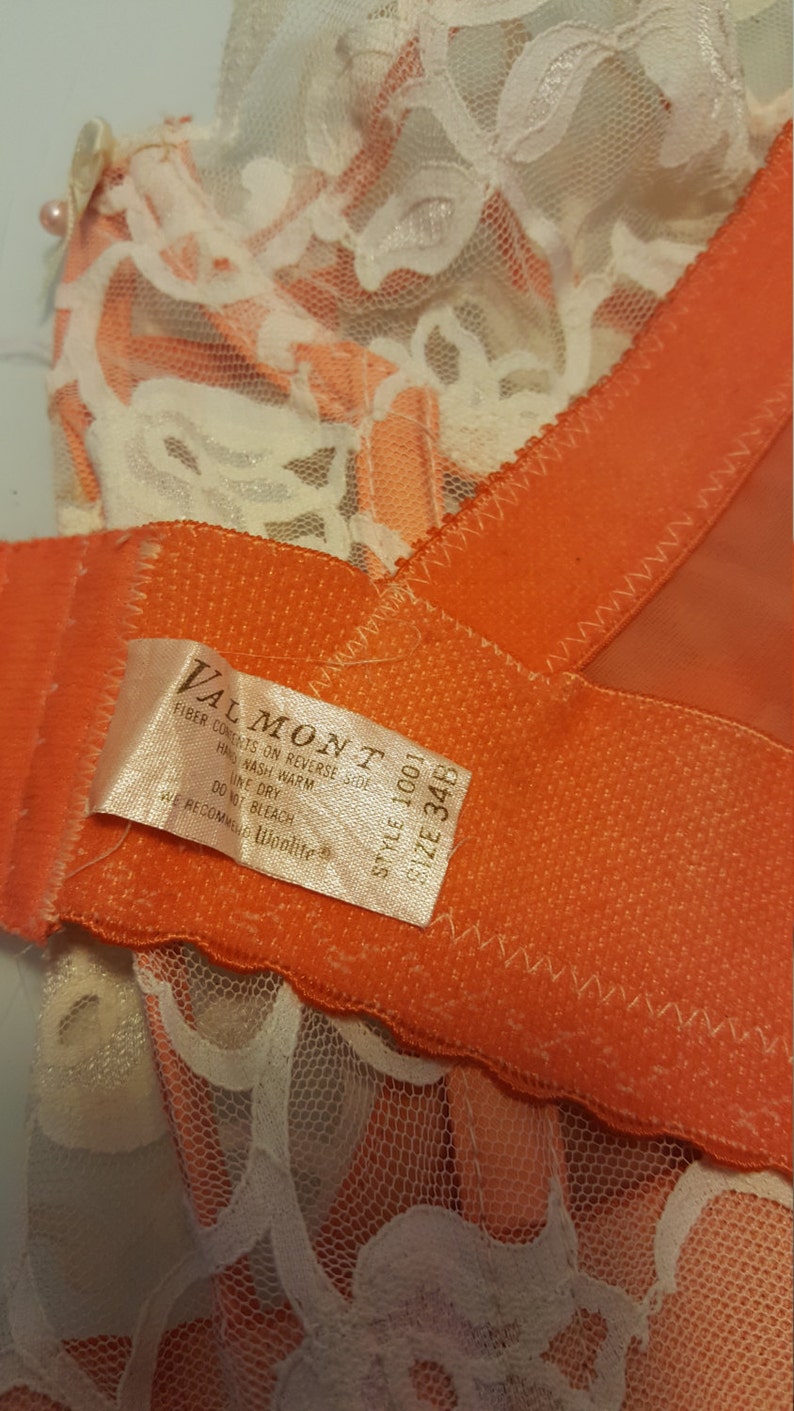 VALMONT
FIBER CONTENTS ON REVERSE SIDE
HAND WASH WARM
LINE DRY
DO NOT BLEACH
WE RECOMMEND Woolite®
STYLE 1001
SIZE 34B